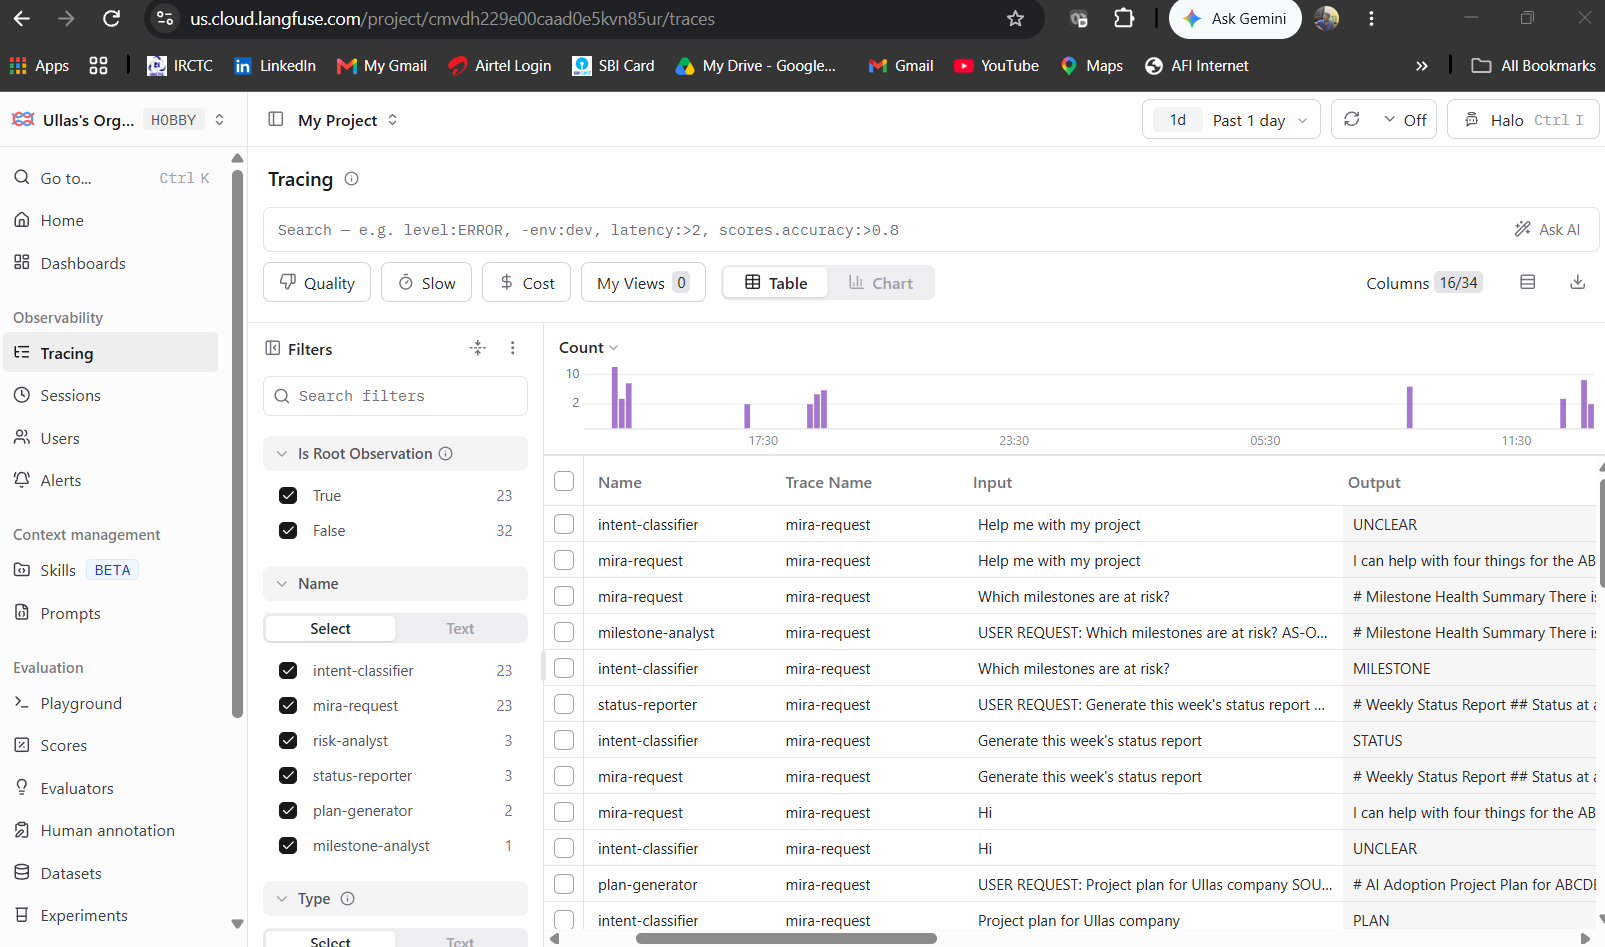 us.cloud.langfuse.com/project/cmvdh229e00caad0e5kvn85ur/traces
Ask Gemini
Apps
IRCTC
LinkedIn
My Gmail
Airtel Login
SBI Card
My Drive - Google...
Gmail
YouTube
Maps
AFI Internet
»
All Bookmarks
Ullas's Org...
HOBBY
My Project
1d
Past 1 day
Off
Halo
Ctrl I
Go to...
Ctrl K
Home
Dashboards
Observability
Tracing
Sessions
Users
Alerts
Context management
Skills
BETA
Prompts
Evaluation
Playground
Scores
Evaluators
Human annotation
Datasets
Experiments
Tracing
Search — e.g. level:ERROR, -env:dev, latency:>2, scores.accuracy:>0.8
Ask AI
Quality
Slow
Cost
My Views 0
Table
Chart
Columns 16/34
Filters
Search filters
Is Root Observation
True 23
False 32
Name
Select Text
intent-classifier 23
mira-request 23
risk-analyst 3
status-reporter 3
plan-generator 2
milestone-analyst 1
Type
Select Text
Count
10
2
17:30 23:30 05:30 11:30
Name Trace Name Input Output
intent-classifier mira-request Help me with my project UNCLEAR
mira-request mira-request Help me with my project I can help with four things for the AB
mira-request mira-request Which milestones are at risk? # Milestone Health Summary There is
milestone-analyst mira-request USER REQUEST: Which milestones are at risk? AS-O... # Milestone Health Summary There is
intent-classifier mira-request Which milestones are at risk? MILESTONE
status-reporter mira-request USER REQUEST: Generate this week's status report ... # Weekly Status Report ## Status at a
intent-classifier mira-request Generate this week's status report STATUS
mira-request mira-request Generate this week's status report # Weekly Status Report ## Status at a
mira-request mira-request Hi I can help with four things for the AB
intent-classifier mira-request Hi UNCLEAR
plan-generator mira-request USER REQUEST: Project plan for Ullas company SOU... # AI Adoption Project Plan for ABCDE
intent-classifier mira-request Project plan for Ullas company PLAN